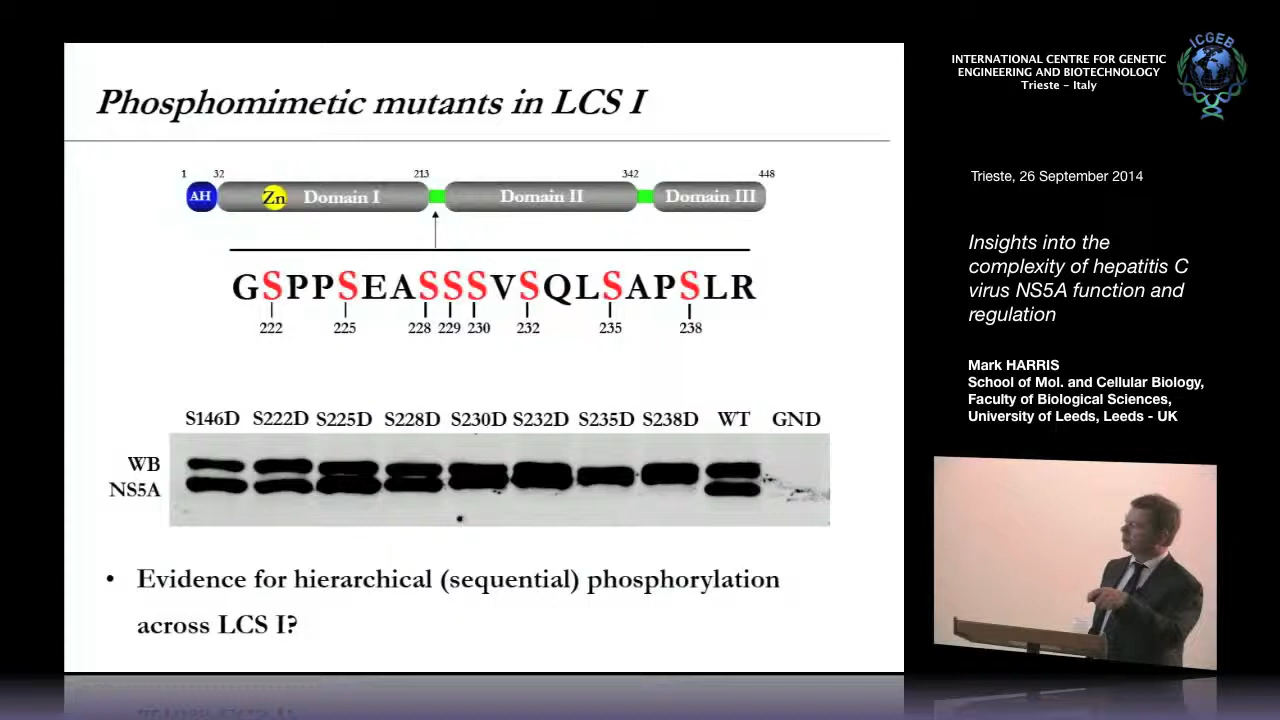 Phosphomimetic mutants in LCS I
1 32 213 342 448
AH Zn Domain I Domain II Domain III
GSPPSEASSSVSQLSAPSLR
222 225 228 229 230 232 235 238
S146D S222D S225D S228D S230D S232D S235D S238D WT GND
WB
NS5A
• Evidence for hierarchical (sequential) phosphorylation
across LCS I?
INTERNATIONAL CENTRE FOR GENETIC
ENGINEERING AND BIOTECHNOLOGY
Trieste - Italy
ICGEB
Trieste, 26 September 2014
Insights into the
complexity of hepatitis C
virus NS5A function and
regulation
Mark HARRIS
School of Mol. and Cellular Biology,
Faculty of Biological Sciences,
University of Leeds, Leeds - UK